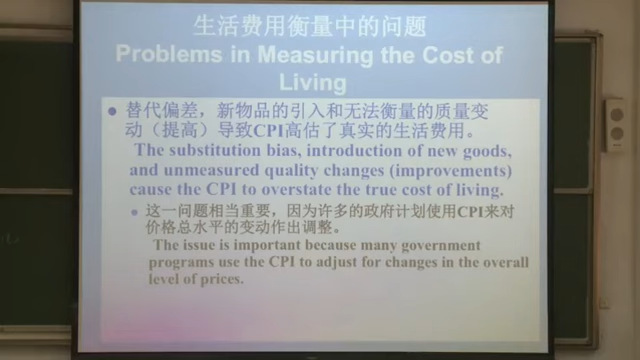 生活费用衡量中的问题
Problems in Measuring the Cost of
Living
替代偏差，新物品的引入和无法衡量的质量变
动（提高）导致CPI高估了真实的生活费用。
The substitution bias, introduction of new goods,
and unmeasured quality changes (improvements)
cause the CPI to overstate the true cost of living.
这一问题相当重要，因为许多的政府计划使用CPI来对
价格总水平的变动作出调整。
The issue is important because many government
programs use the CPI to adjust for changes in the overall
level of prices.